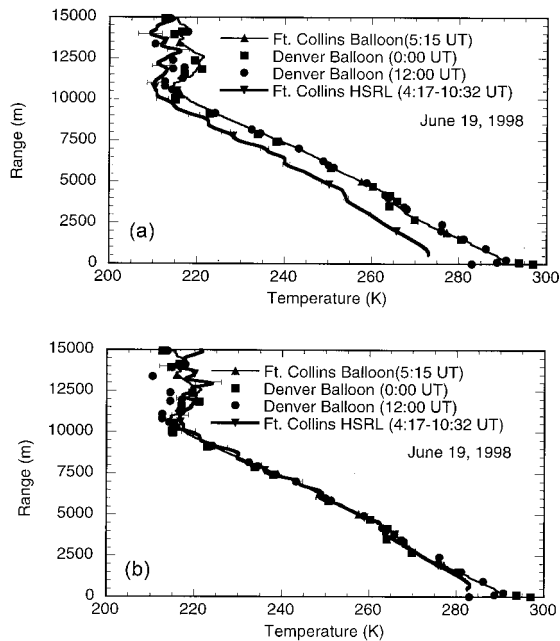 15000
12500
10000
7500
5000
2500
0
Range (m)
Ft. Collins Balloon(5:15 UT)
Denver Balloon (0:00 UT)
Denver Balloon (12:00 UT)
Ft. Collins HSRL (4:17-10:32 UT)
June 19, 1998
(a)
200 220 240 260 280 300
Temperature (K)
15000
12500
10000
7500
5000
2500
0
Range (m)
Ft. Collins Balloon(5:15 UT)
Denver Balloon (0:00 UT)
Denver Balloon (12:00 UT)
Ft. Collins HSRL (4:17-10:32 UT)
June 19, 1998
(b)
200 220 240 260 280 300
Temperature (K)